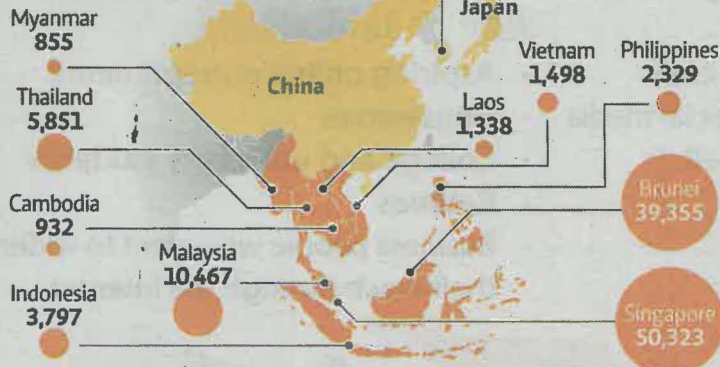 Japan
Myanmar
855
China
Vietnam
1,498
Philippines
2,329
Thailand
5,851
Laos
1,338
Cambodia
932
Malaysia
10,467
Brunei
39,355
Indonesia
3,797
Singapore
50,323